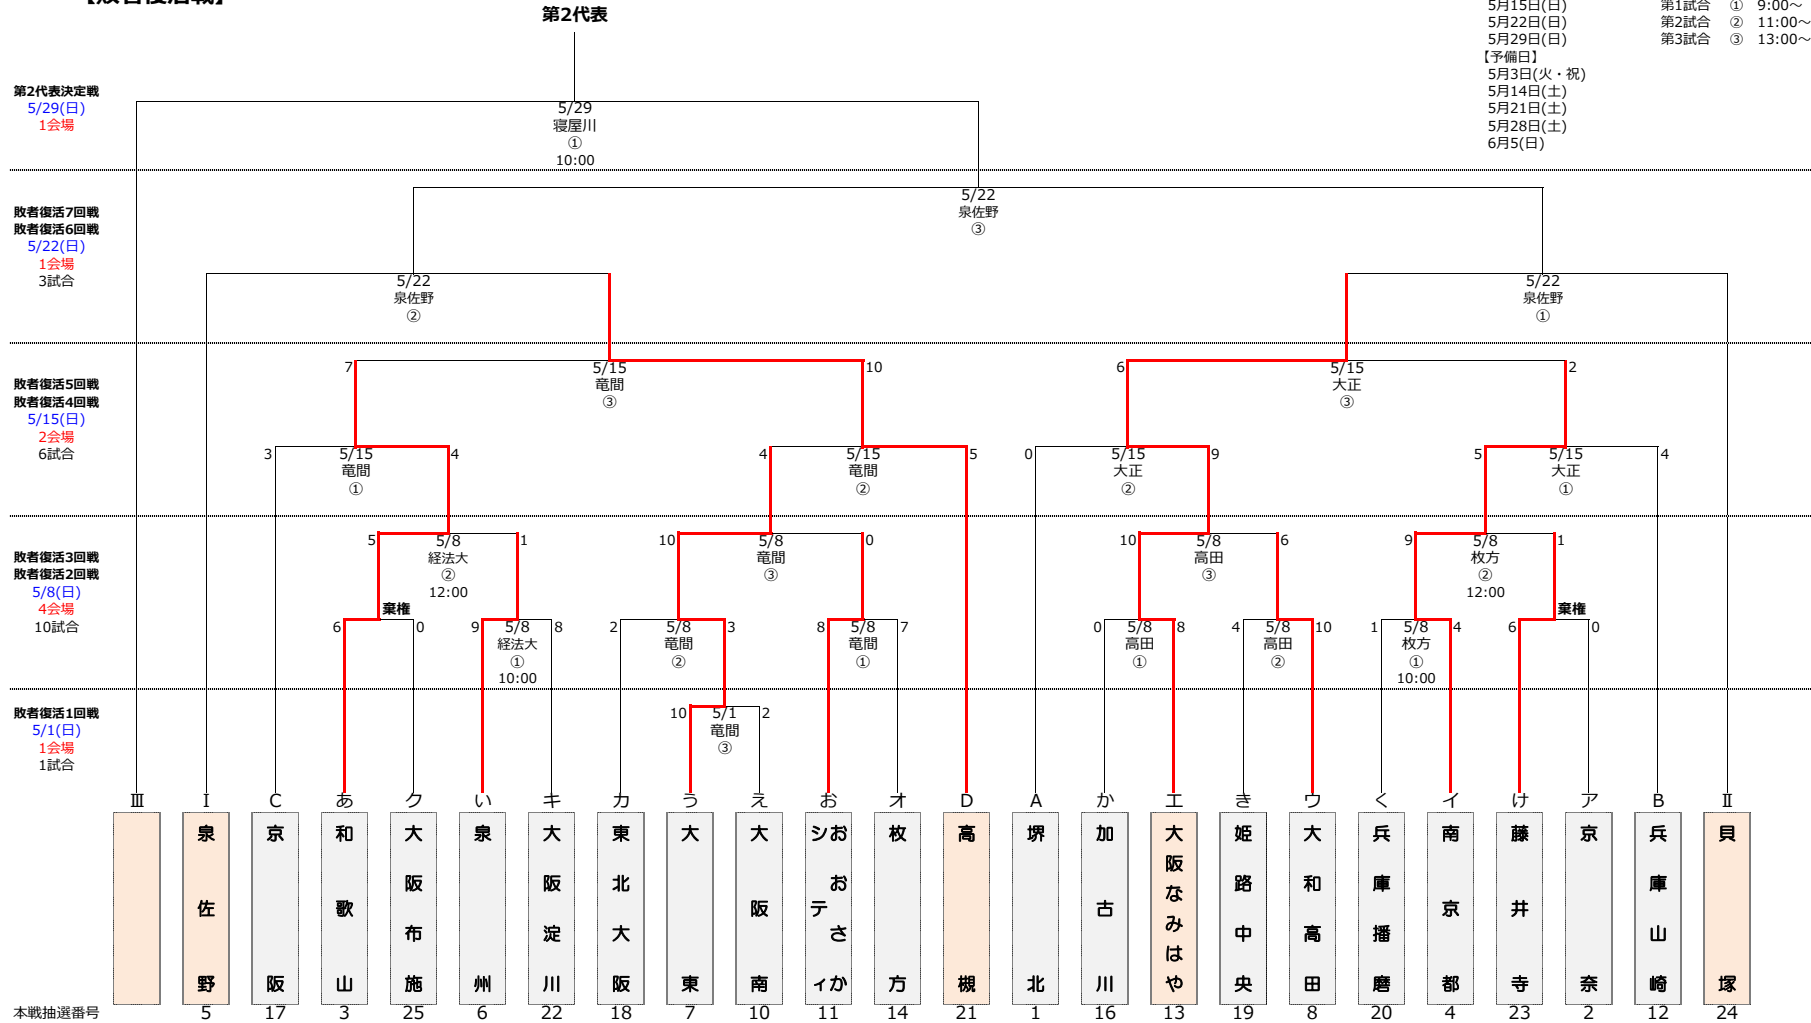 【敗者復活戦】
第2代表
5月15日(日) 第1試合 ① 9:00～
5月22日(日) 第2試合 ② 11:00～
5月29日(日) 第3試合 ③ 13:00～
【予備日】
5月3日(火・祝)
5月14日(土)
5月21日(土)
5月28日(土)
6月5(日)
第2代表決定戦
5/29(日)
1会場
5/29
寝屋川
①
10:00
敗者復活7回戦
敗者復活6回戦
5/22(日)
1会場
3試合
5/22
泉佐野
③
5/22
泉佐野
②
5/22
泉佐野
①
敗者復活5回戦
敗者復活4回戦
5/15(日)
2会場
6試合
7 5/15 10
竜間
③
6 5/15 2
大正
③
3 5/15 4
竜間
①
4 5/15 5
竜間
②
0 5/15 9
大正
②
5 5/15 4
大正
①
敗者復活3回戦
敗者復活2回戦
5/8(日)
4会場
10試合
5 5/8 1
経法大
②
12:00
10 5/8 0
竜間
③
10 5/8 6
高田
③
9 5/8 1
枚方
②
12:00
棄権
6 0
9 5/8 8
経法大
①
10:00
2 5/8 3
竜間
②
8 5/8 7
竜間
①
0 5/8 8
高田
①
4 5/8 10
高田
②
1 5/8 4
枚方
①
10:00
棄権
6 0
敗者復活1回戦
5/1(日)
1会場
1試合
10 5/1 2
竜間
③
Ⅲ Ⅰ C あ ク い キ カ う え お オ D A か エ き ウ く イ け ア B Ⅱ
泉佐野
京阪
和歌山
大阪布施
泉州
大阪淀川
東北大阪
大東
大阪南
おおさか
シティ
枚方
高槻
堺北
加古川
大阪なみはや
姫路中央
大和高田
兵庫播磨
南京都
藤井寺
京奈
兵庫山崎
貝塚
本戦抽選番号 5 17 3 25 6 22 18 7 10 11 14 21 1 16 13 19 8 20 4 23 2 12 24